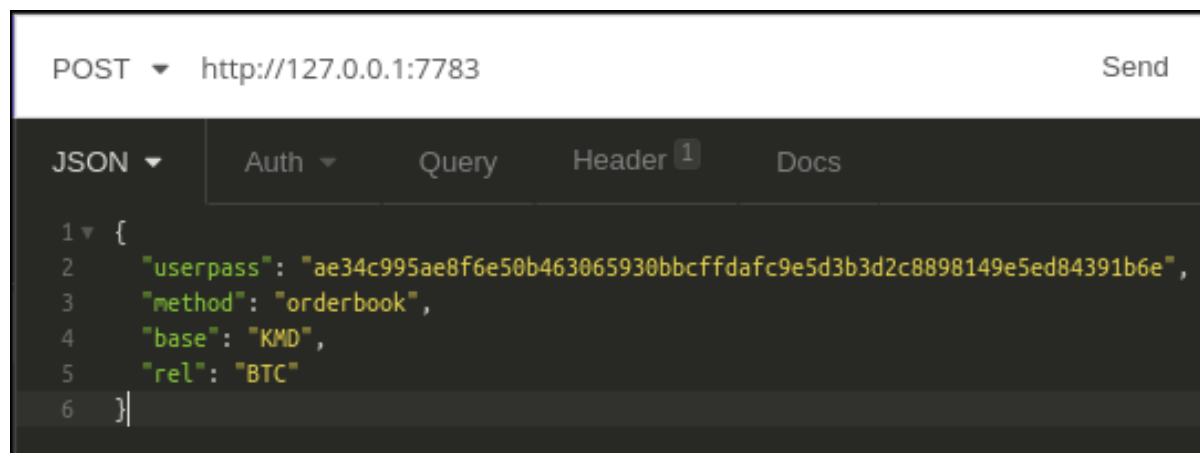 POST http://127.0.0.1:7783 Send
JSON Auth Query Header 1 Docs
1 {
2 "userpass": "ae34c995ae8f6e50b463065930bbcffdafc9e5d3b3d2c8898149e5ed84391b6e",
3 "method": "orderbook",
4 "base": "KMD",
5 "rel": "BTC"
6 }